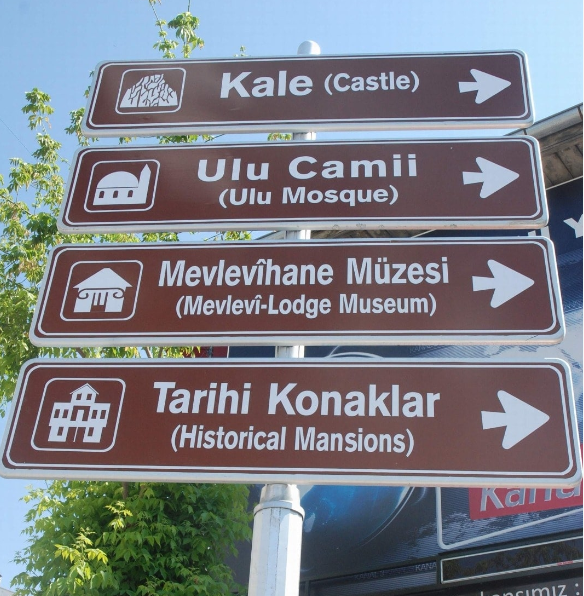 Kale (Castle)
Ulu Camii
(Ulu Mosque)
Mevlevîhane Müzesi
(Mevlevî-Lodge Museum)
Tarihi Konaklar
(Historical Mansions)